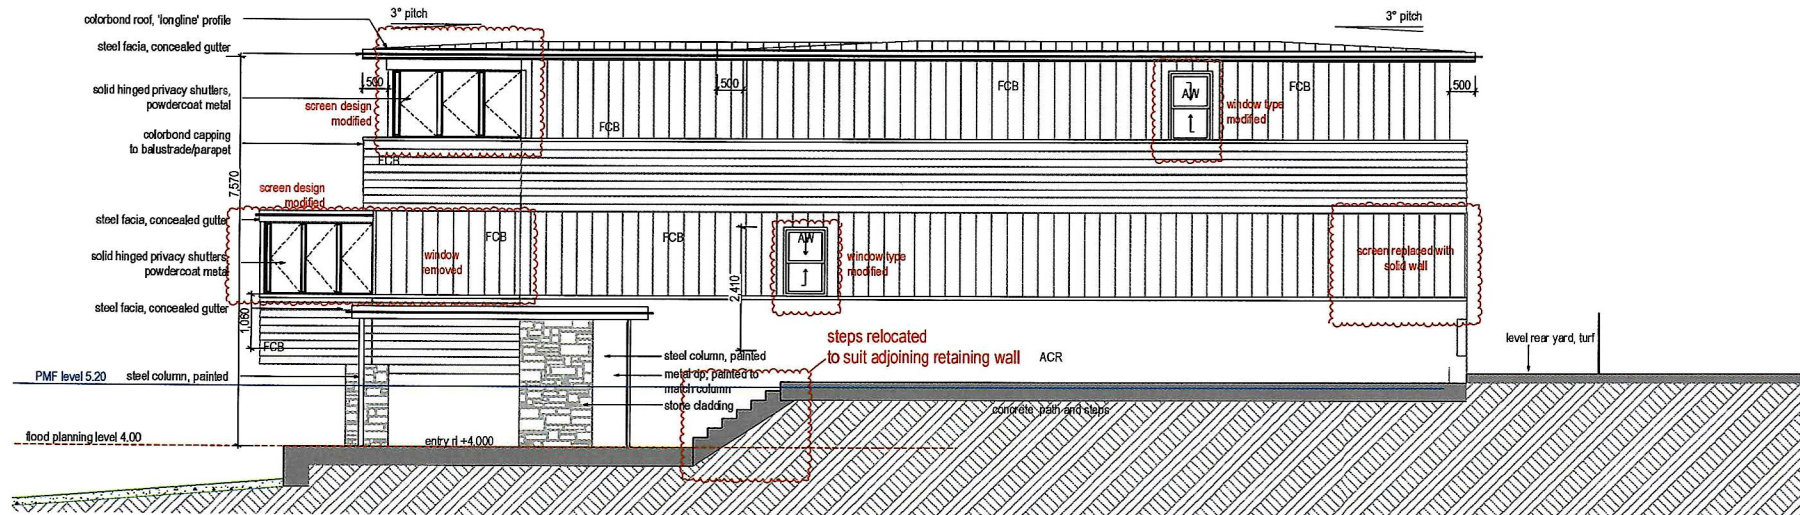 3° pitch
3° pitch
colorbond roof, 'longline' profile
steel facia, concealed gutter
solid hinged privacy shutters,
powdercoat metal
screen design
modified
colorbond capping
to balustrade/parapet
500
500
500
FCB
FCB
FCB
FCB
AW
window type
modified
7,570
screen design
modified
steel facia, concealed gutter
solid hinged privacy shutters,
powdercoat metal
steel facia, concealed gutter
FCB
FCB
window
removed
AW
window type
modified
2,410
screen replaced with
solid wall
1,060
FCB
steps relocated
to suit adjoining retaining wall
ACR
level rear yard, turf
PMF level 5.20
steel column, painted
steel column, painted
metal dp, painted to
match column
stone cladding
concrete path and steps
flood planning level 4.00
entry rl +4.000